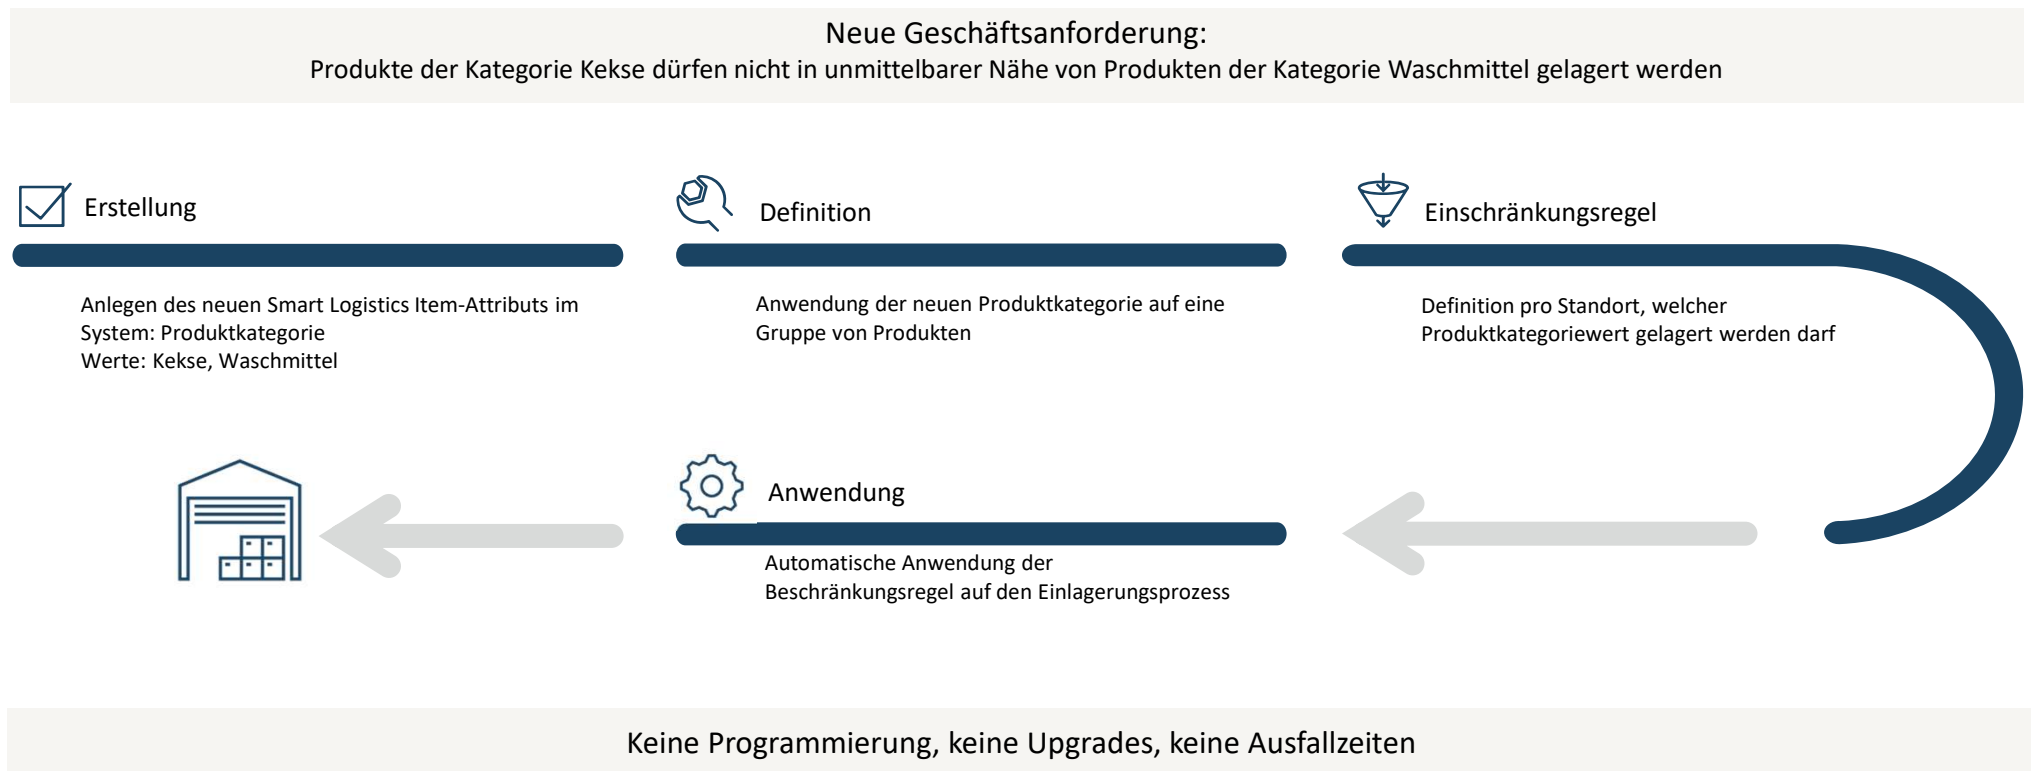 Neue Geschäftsanforderung:
Produkte der Kategorie Kekse dürfen nicht in unmittelbarer Nähe von Produkten der Kategorie Waschmittel gelagert werden
Erstellung
Anlegen des neuen Smart Logistics Item-Attributs im
System: Produktkategorie
Werte: Kekse, Waschmittel
Definition
Anwendung der neuen Produktkategorie auf eine
Gruppe von Produkten
Einschränkungsregel
Definition pro Standort, welcher
Produktkategoriewert gelagert werden darf
Anwendung
Automatische Anwendung der
Beschränkungsregel auf den Einlagerungsprozess
Keine Programmierung, keine Upgrades, keine Ausfallzeiten